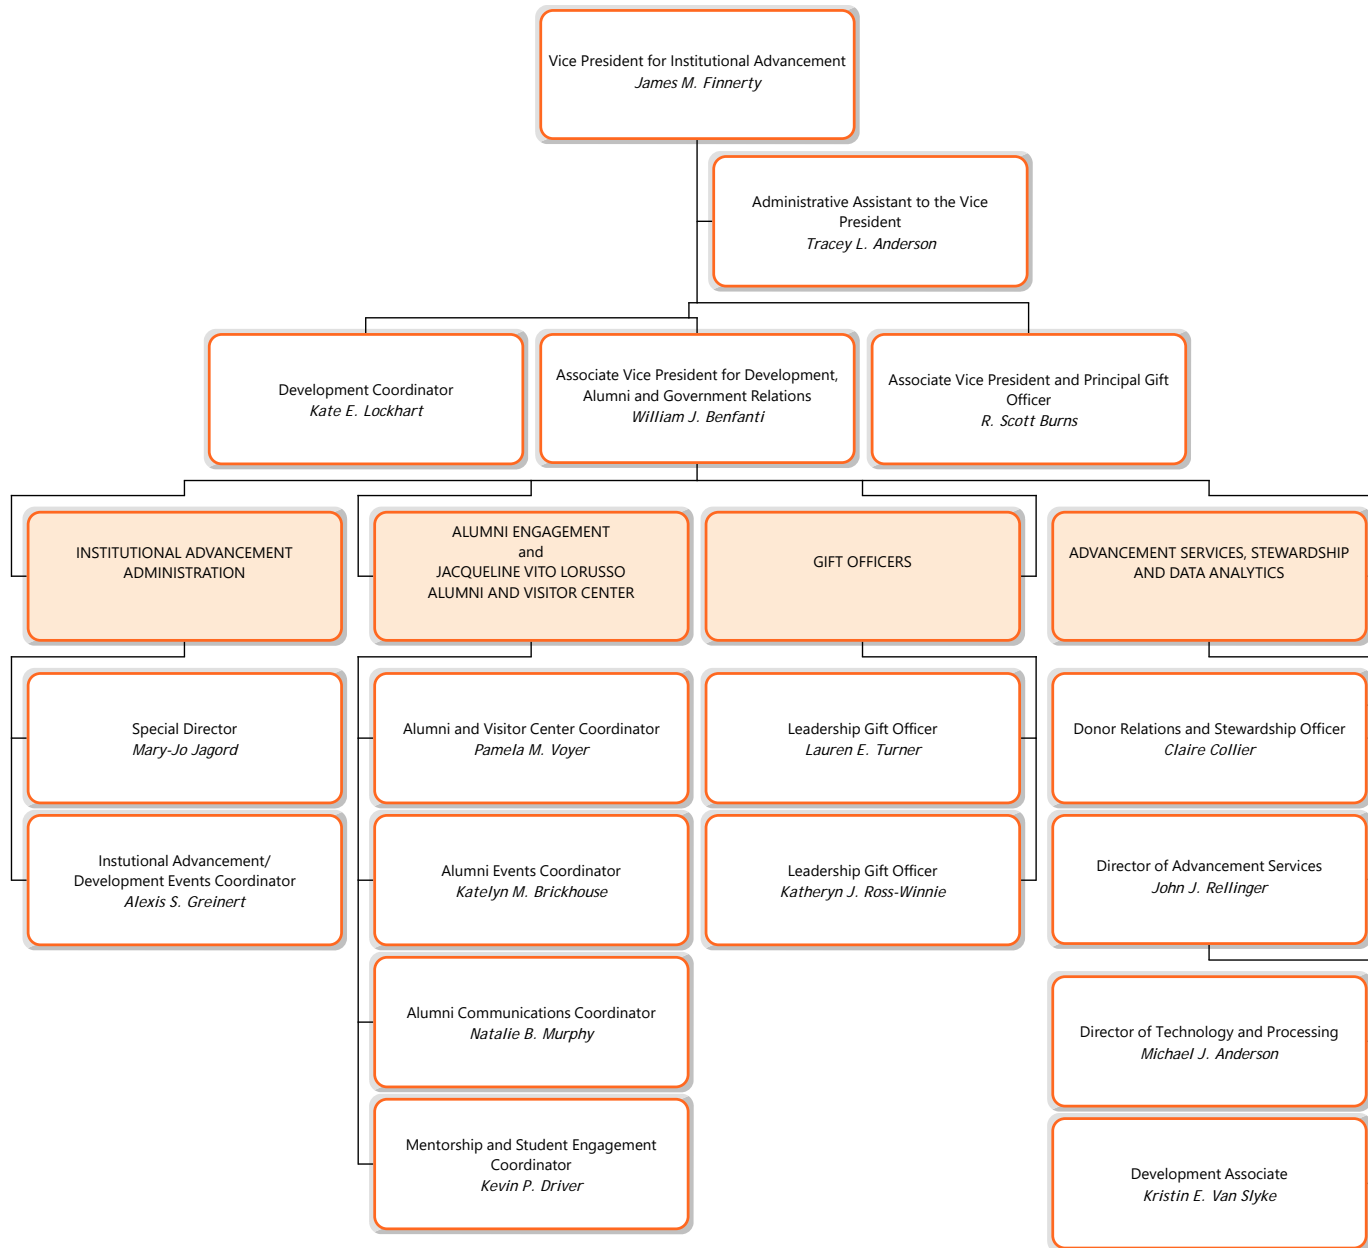 Vice President for Institutional Advancement
James M. Finnerty
Administrative Assistant to the Vice
President
Tracey L. Anderson
Development Coordinator
Kate E. Lockhart
Associate Vice President for Development,
Alumni and Government Relations
William J. Benfanti
Associate Vice President and Principal Gift
Officer
R. Scott Burns
INSTITUTIONAL ADVANCEMENT
ADMINISTRATION
ALUMNI ENGAGEMENT
and
JACQUELINE VITO LORUSSO
ALUMNI AND VISITOR CENTER
GIFT OFFICERS
ADVANCEMENT SERVICES, STEWARDSHIP
AND DATA ANALYTICS
Special Director
Mary-Jo Jagord
Alumni and Visitor Center Coordinator
Pamela M. Voyer
Leadership Gift Officer
Lauren E. Turner
Donor Relations and Stewardship Officer
Claire Collier
Instutional Advancement/
Development Events Coordinator
Alexis S. Greinert
Alumni Events Coordinator
Katelyn M. Brickhouse
Leadership Gift Officer
Katheryn J. Ross-Winnie
Director of Advancement Services
John J. Rellinger
Alumni Communications Coordinator
Natalie B. Murphy
Director of Technology and Processing
Michael J. Anderson
Mentorship and Student Engagement
Coordinator
Kevin P. Driver
Development Associate
Kristin E. Van Slyke